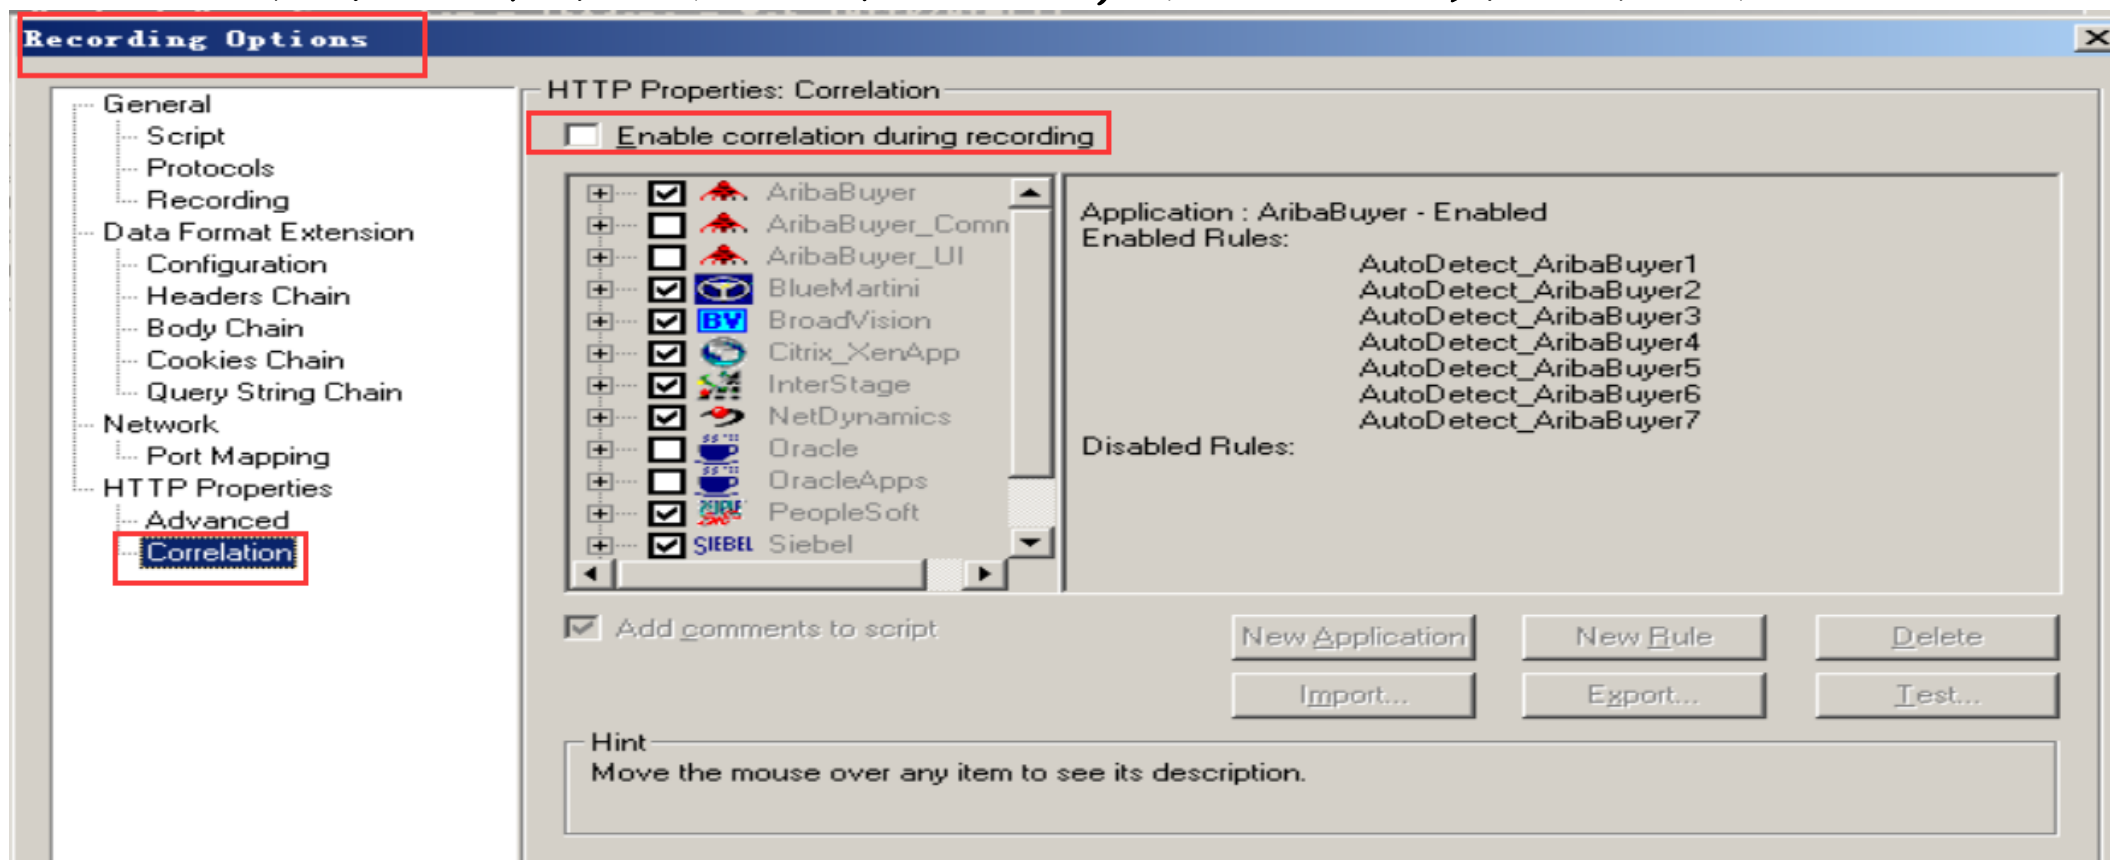 Recording Options
General
Script
Protocols
Recording
Data Format Extension
Configuration
Headers Chain
Body Chain
Cookies Chain
Query String Chain
Network
Port Mapping
HTTP Properties
Advanced
Correlation
HTTP Properties: Correlation
Enable correlation during recording
AribaBuyer
AribaBuyer_Comm
AribaBuyer_UI
BlueMartini
BV BroadVision
Citrix_XenApp
InterStage
NetDynamics
Oracle
OracleApps
PeopleSoft
SIEBEL Siebel
Application : AribaBuyer - Enabled
Enabled Rules:
AutoDetect_AribaBuyer1
AutoDetect_AribaBuyer2
AutoDetect_AribaBuyer3
AutoDetect_AribaBuyer4
AutoDetect_AribaBuyer5
AutoDetect_AribaBuyer6
AutoDetect_AribaBuyer7
Disabled Rules:
Add comments to script
New Application
New Rule
Delete
Import...
Export...
Test...
Hint
Move the mouse over any item to see its description.